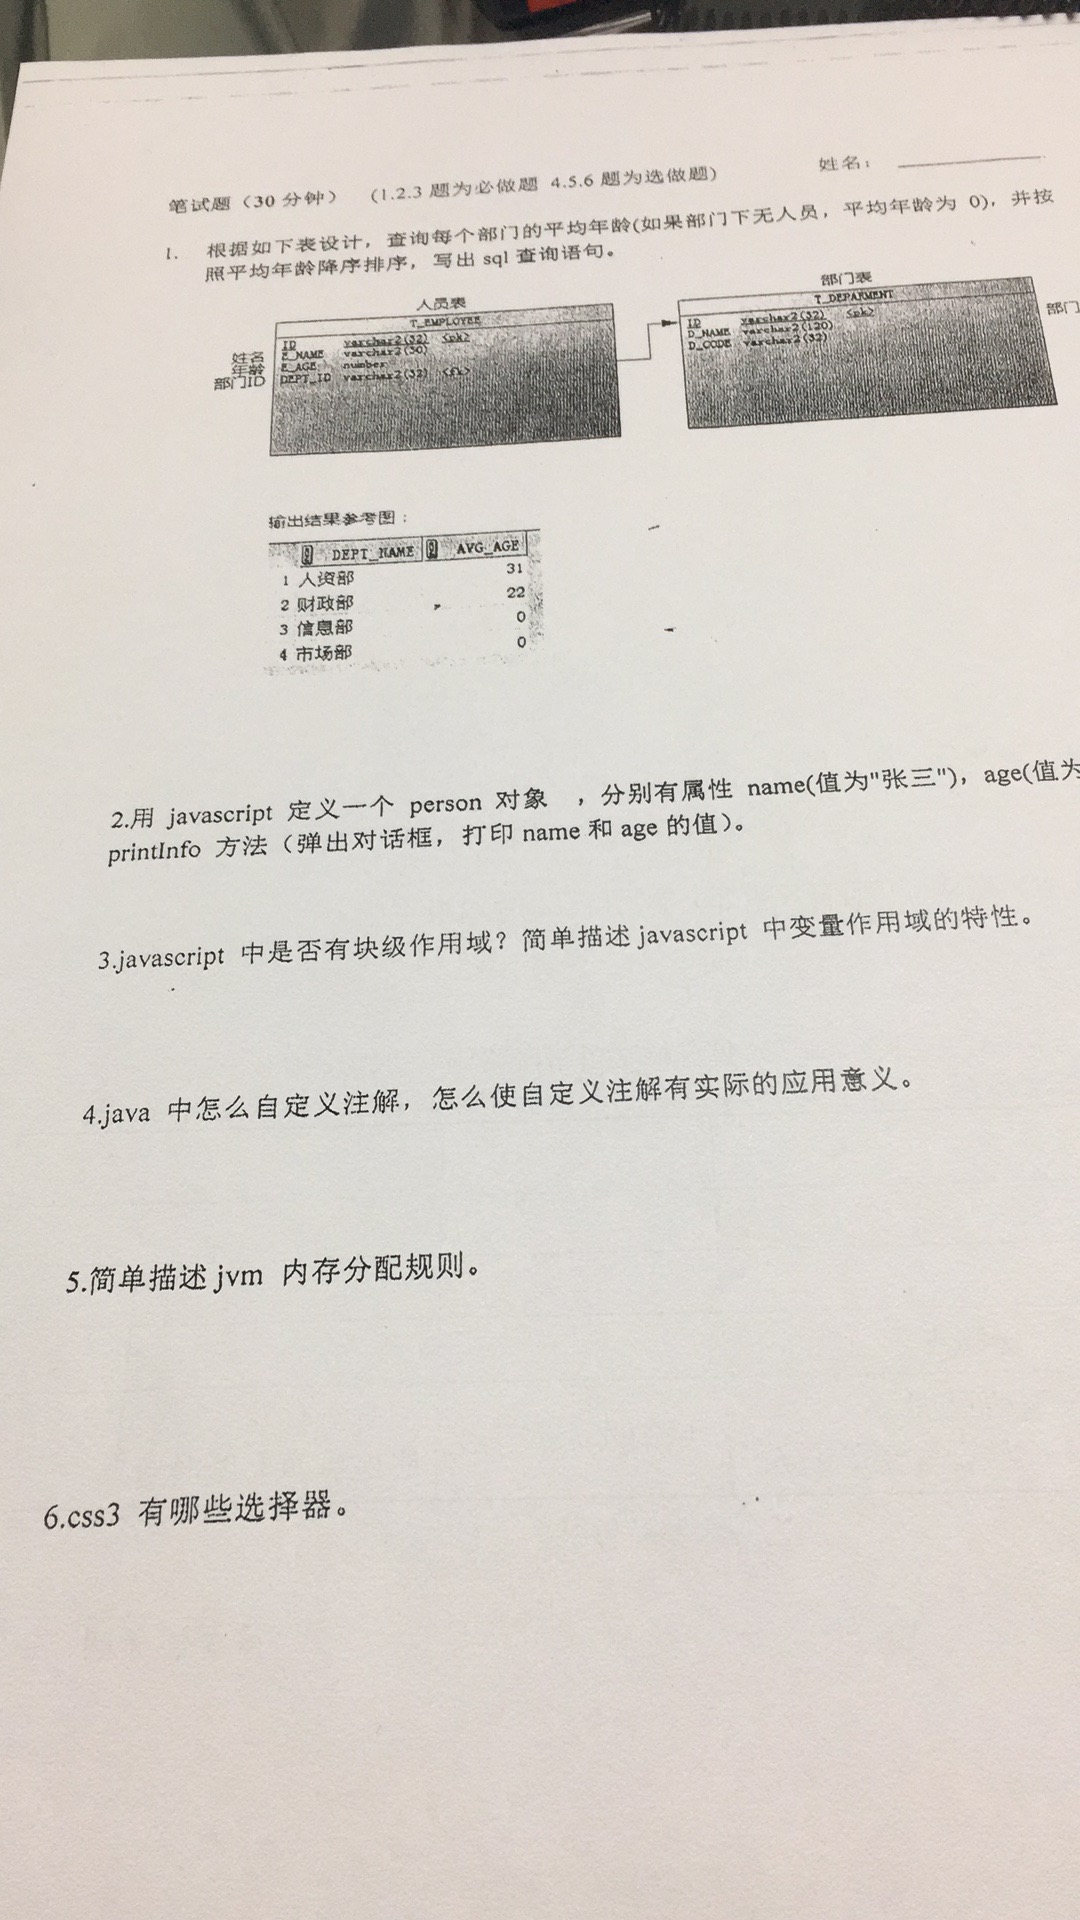 姓名：
笔试题（30 分钟） (1.2.3 题为必做题 4.5.6 题为选做题)
1. 根据如下表设计，查询每个部门的平均年龄(如果部门下无人员，平均年龄为 0)，并按
照平均年龄降序排序，写出 sql 查询语句。
人员表
T_EMPLOYEE
ID varchar2(32) <pk>
姓名 E_NAME varchar2(50)
年龄 E_AGE number
部门ID DEPT_ID varchar2(32) <fk>
部门表
T_DEPARMENT
ID varchar2(32) <pk>
D_NAME varchar2(120)
D_CODE varchar2(32)
部门
输出结果参考图：
DEPT_NAME AVG_AGE
1 人资部 31
2 财政部 22
3 信息部 0
4 市场部 0
2.用 javascript 定义一个 person 对象 ，分别有属性 name(值为"张三")，age(值为
printInfo 方法（弹出对话框，打印 name 和 age 的值）。
3.javascript 中是否有块级作用域？简单描述 javascript 中变量作用域的特性。
4.java 中怎么自定义注解，怎么使自定义注解有实际的应用意义。
5.简单描述 jvm 内存分配规则。
6.css3 有哪些选择器。